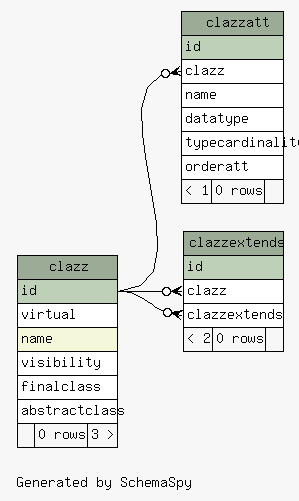 clazzatt
id
clazz
name
datatype
typecardinality
orderatt
< 1 0 rows
clazzextends
id
clazz
clazzextends
< 2 0 rows
clazz
id
virtual
name
visibility
finalclass
abstractclass
0 rows 3 >
Generated by SchemaSpy